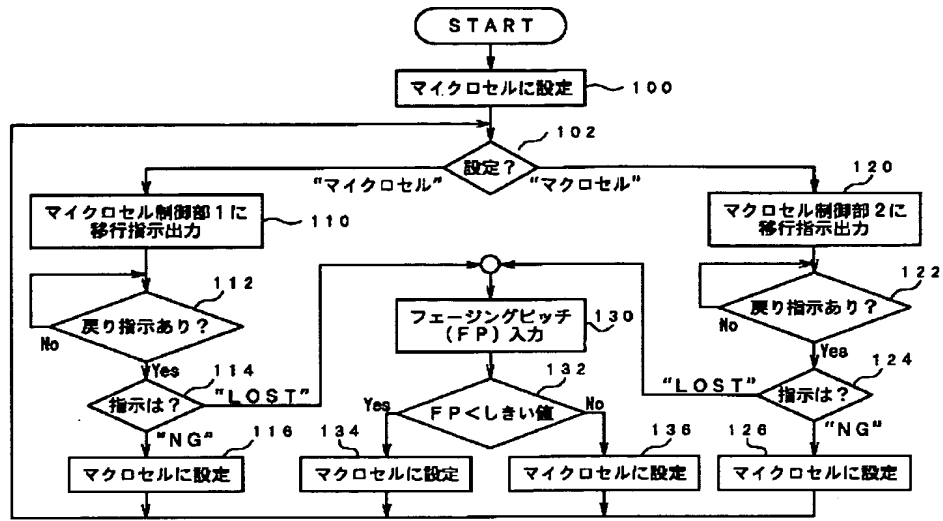 START
マイクロセルに設定
100
102
設定?
"マイクロセル"
"マクロセル"
120
マイクロセル制御部1に
移行指示出力
110
マクロセル制御部2に
移行指示出力
112
戻り指示あり?
No
Yes
122
戻り指示あり?
No
Yes
フェージングピッチ
(FP)入力
130
114
指示は?
"LOST"
"NG"
132
FP<しきい値
Yes
No
124
指示は?
"LOST"
"NG"
116
マクロセルに設定
134
マクロセルに設定
136
マイクロセルに設定
126
マイクロセルに設定